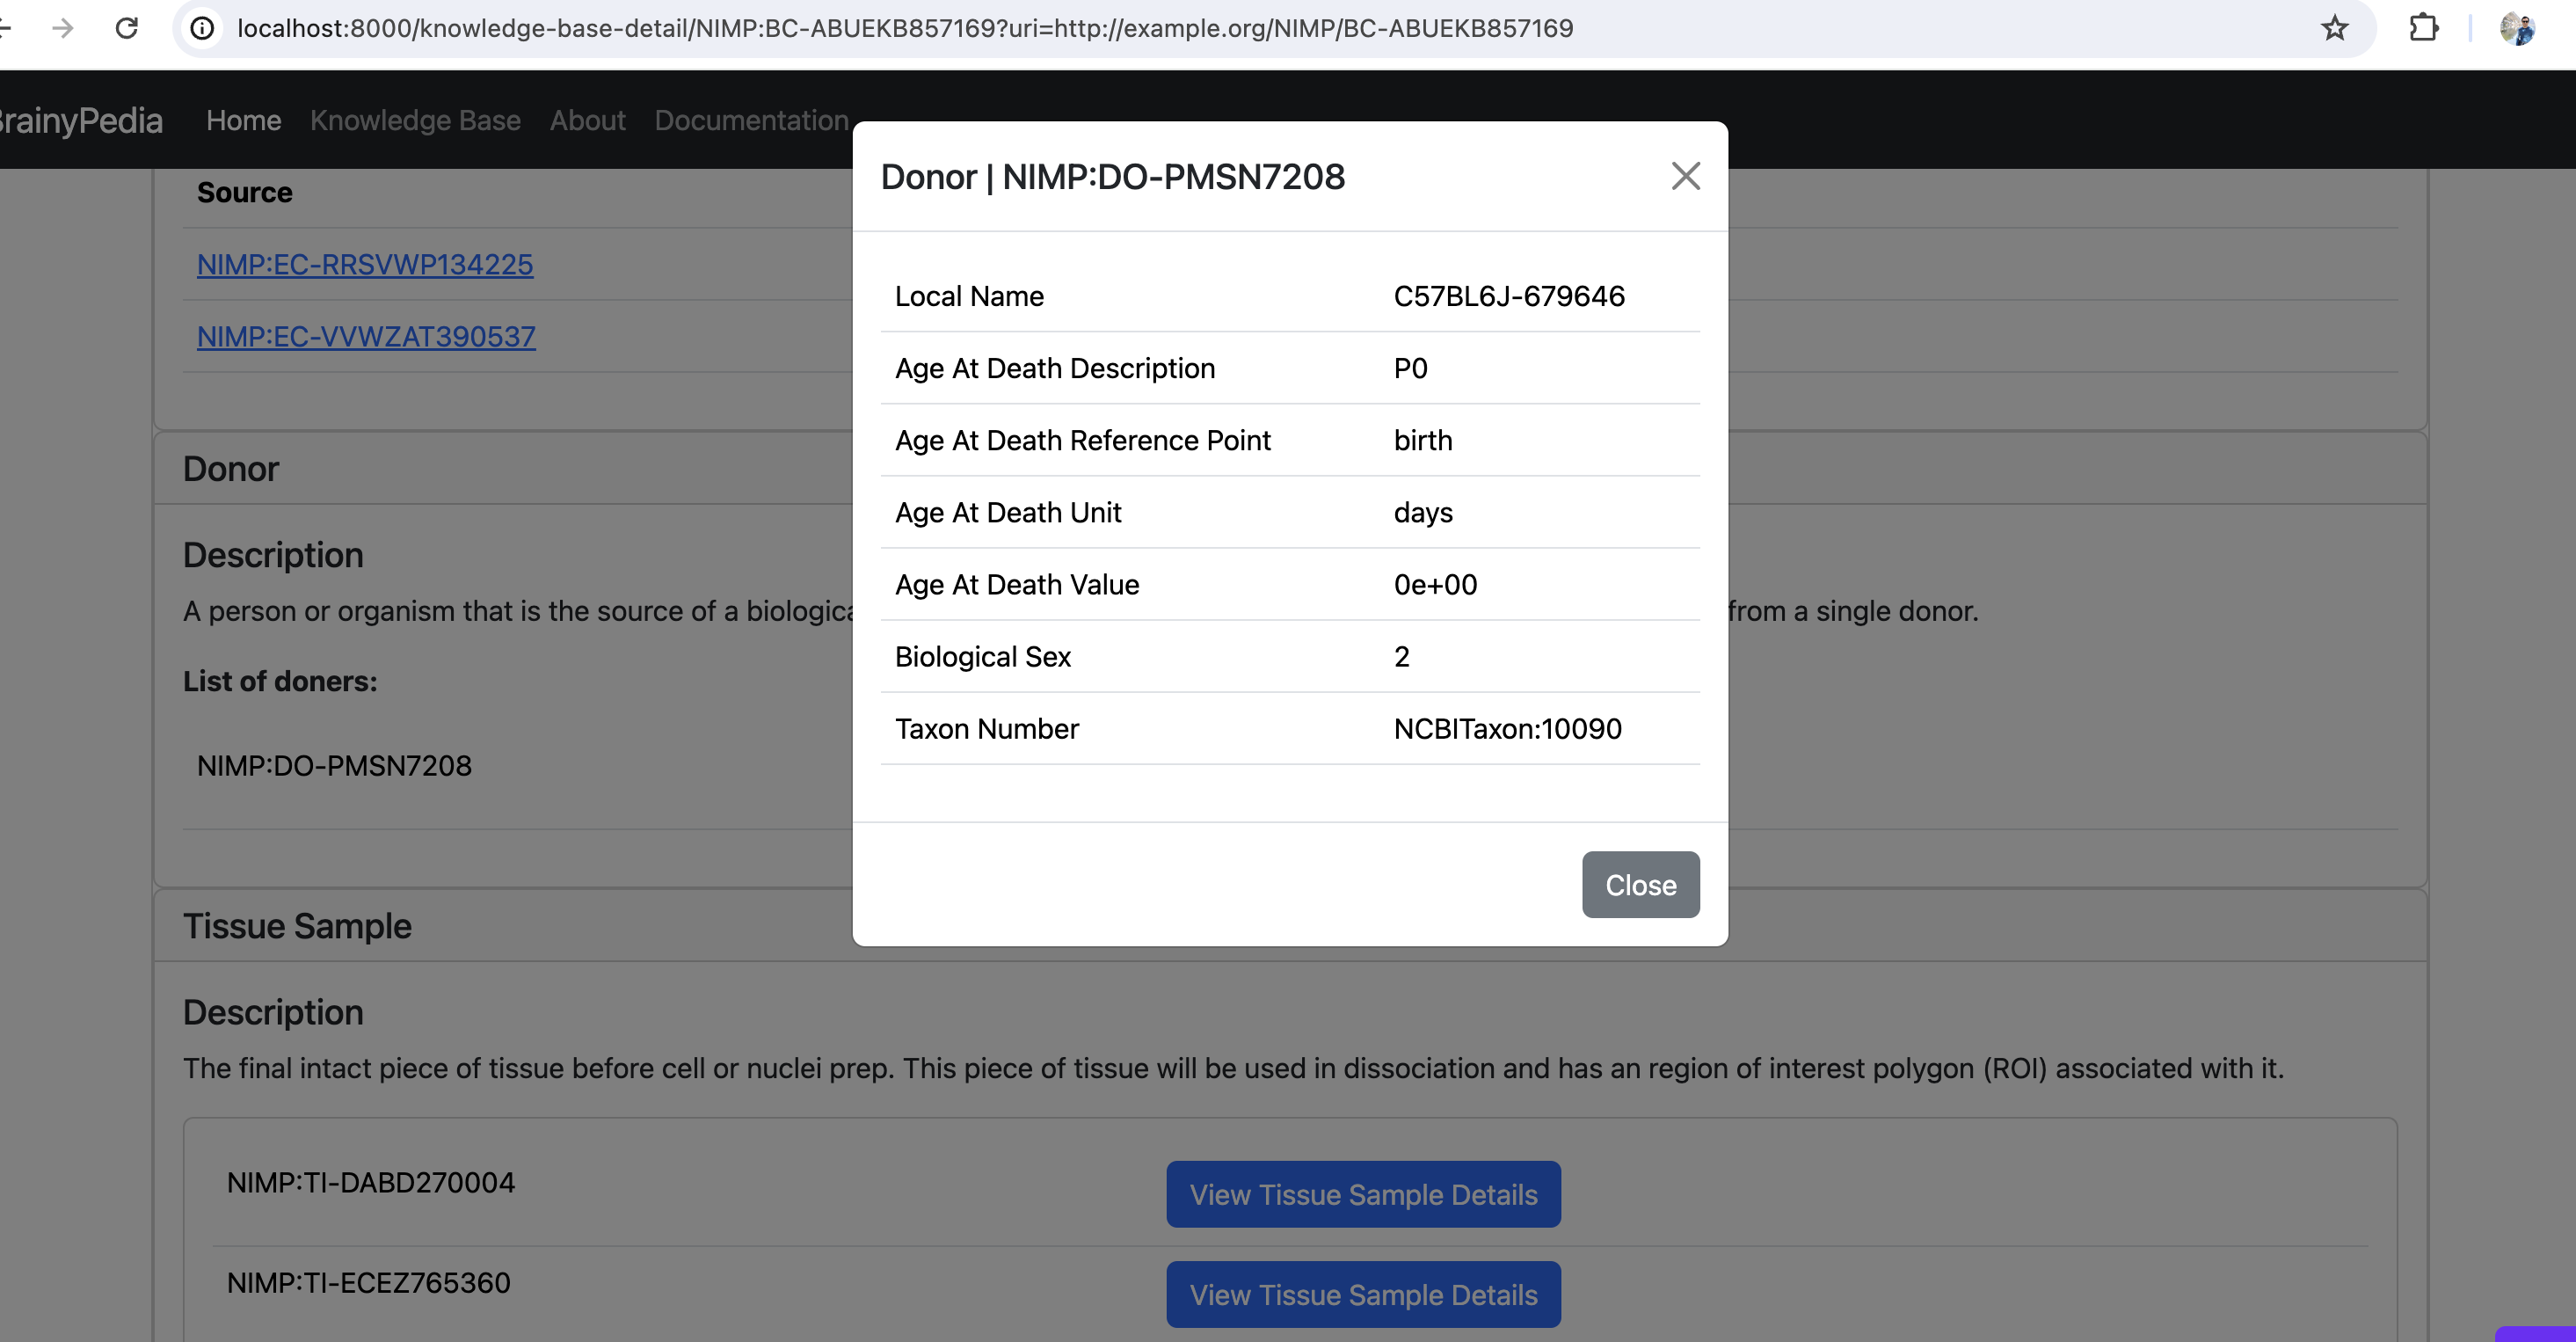 localhost:8000/knowledge-base-detail/NIMP:BC-ABUEKB857169?uri=http://example.org/NIMP/BC-ABUEKB857169
rainyPedia Home Knowledge Base About Documentation
Donor | NIMP:DO-PMSN7208
Local Name C57BL6J-679646
Age At Death Description P0
Age At Death Reference Point birth
Age At Death Unit days
Age At Death Value 0e+00
Biological Sex 2
Taxon Number NCBITaxon:10090
Close
Source
NIMP:EC-RRSVWP134225
NIMP:EC-VVWZAT390537
Donor
Description
A person or organism that is the source of a biologica from a single donor.
List of doners:
NIMP:DO-PMSN7208
Tissue Sample
Description
The final intact piece of tissue before cell or nuclei prep. This piece of tissue will be used in dissociation and has an region of interest polygon (ROI) associated with it.
NIMP:TI-DABD270004 View Tissue Sample Details
NIMP:TI-ECEZ765360 View Tissue Sample Details